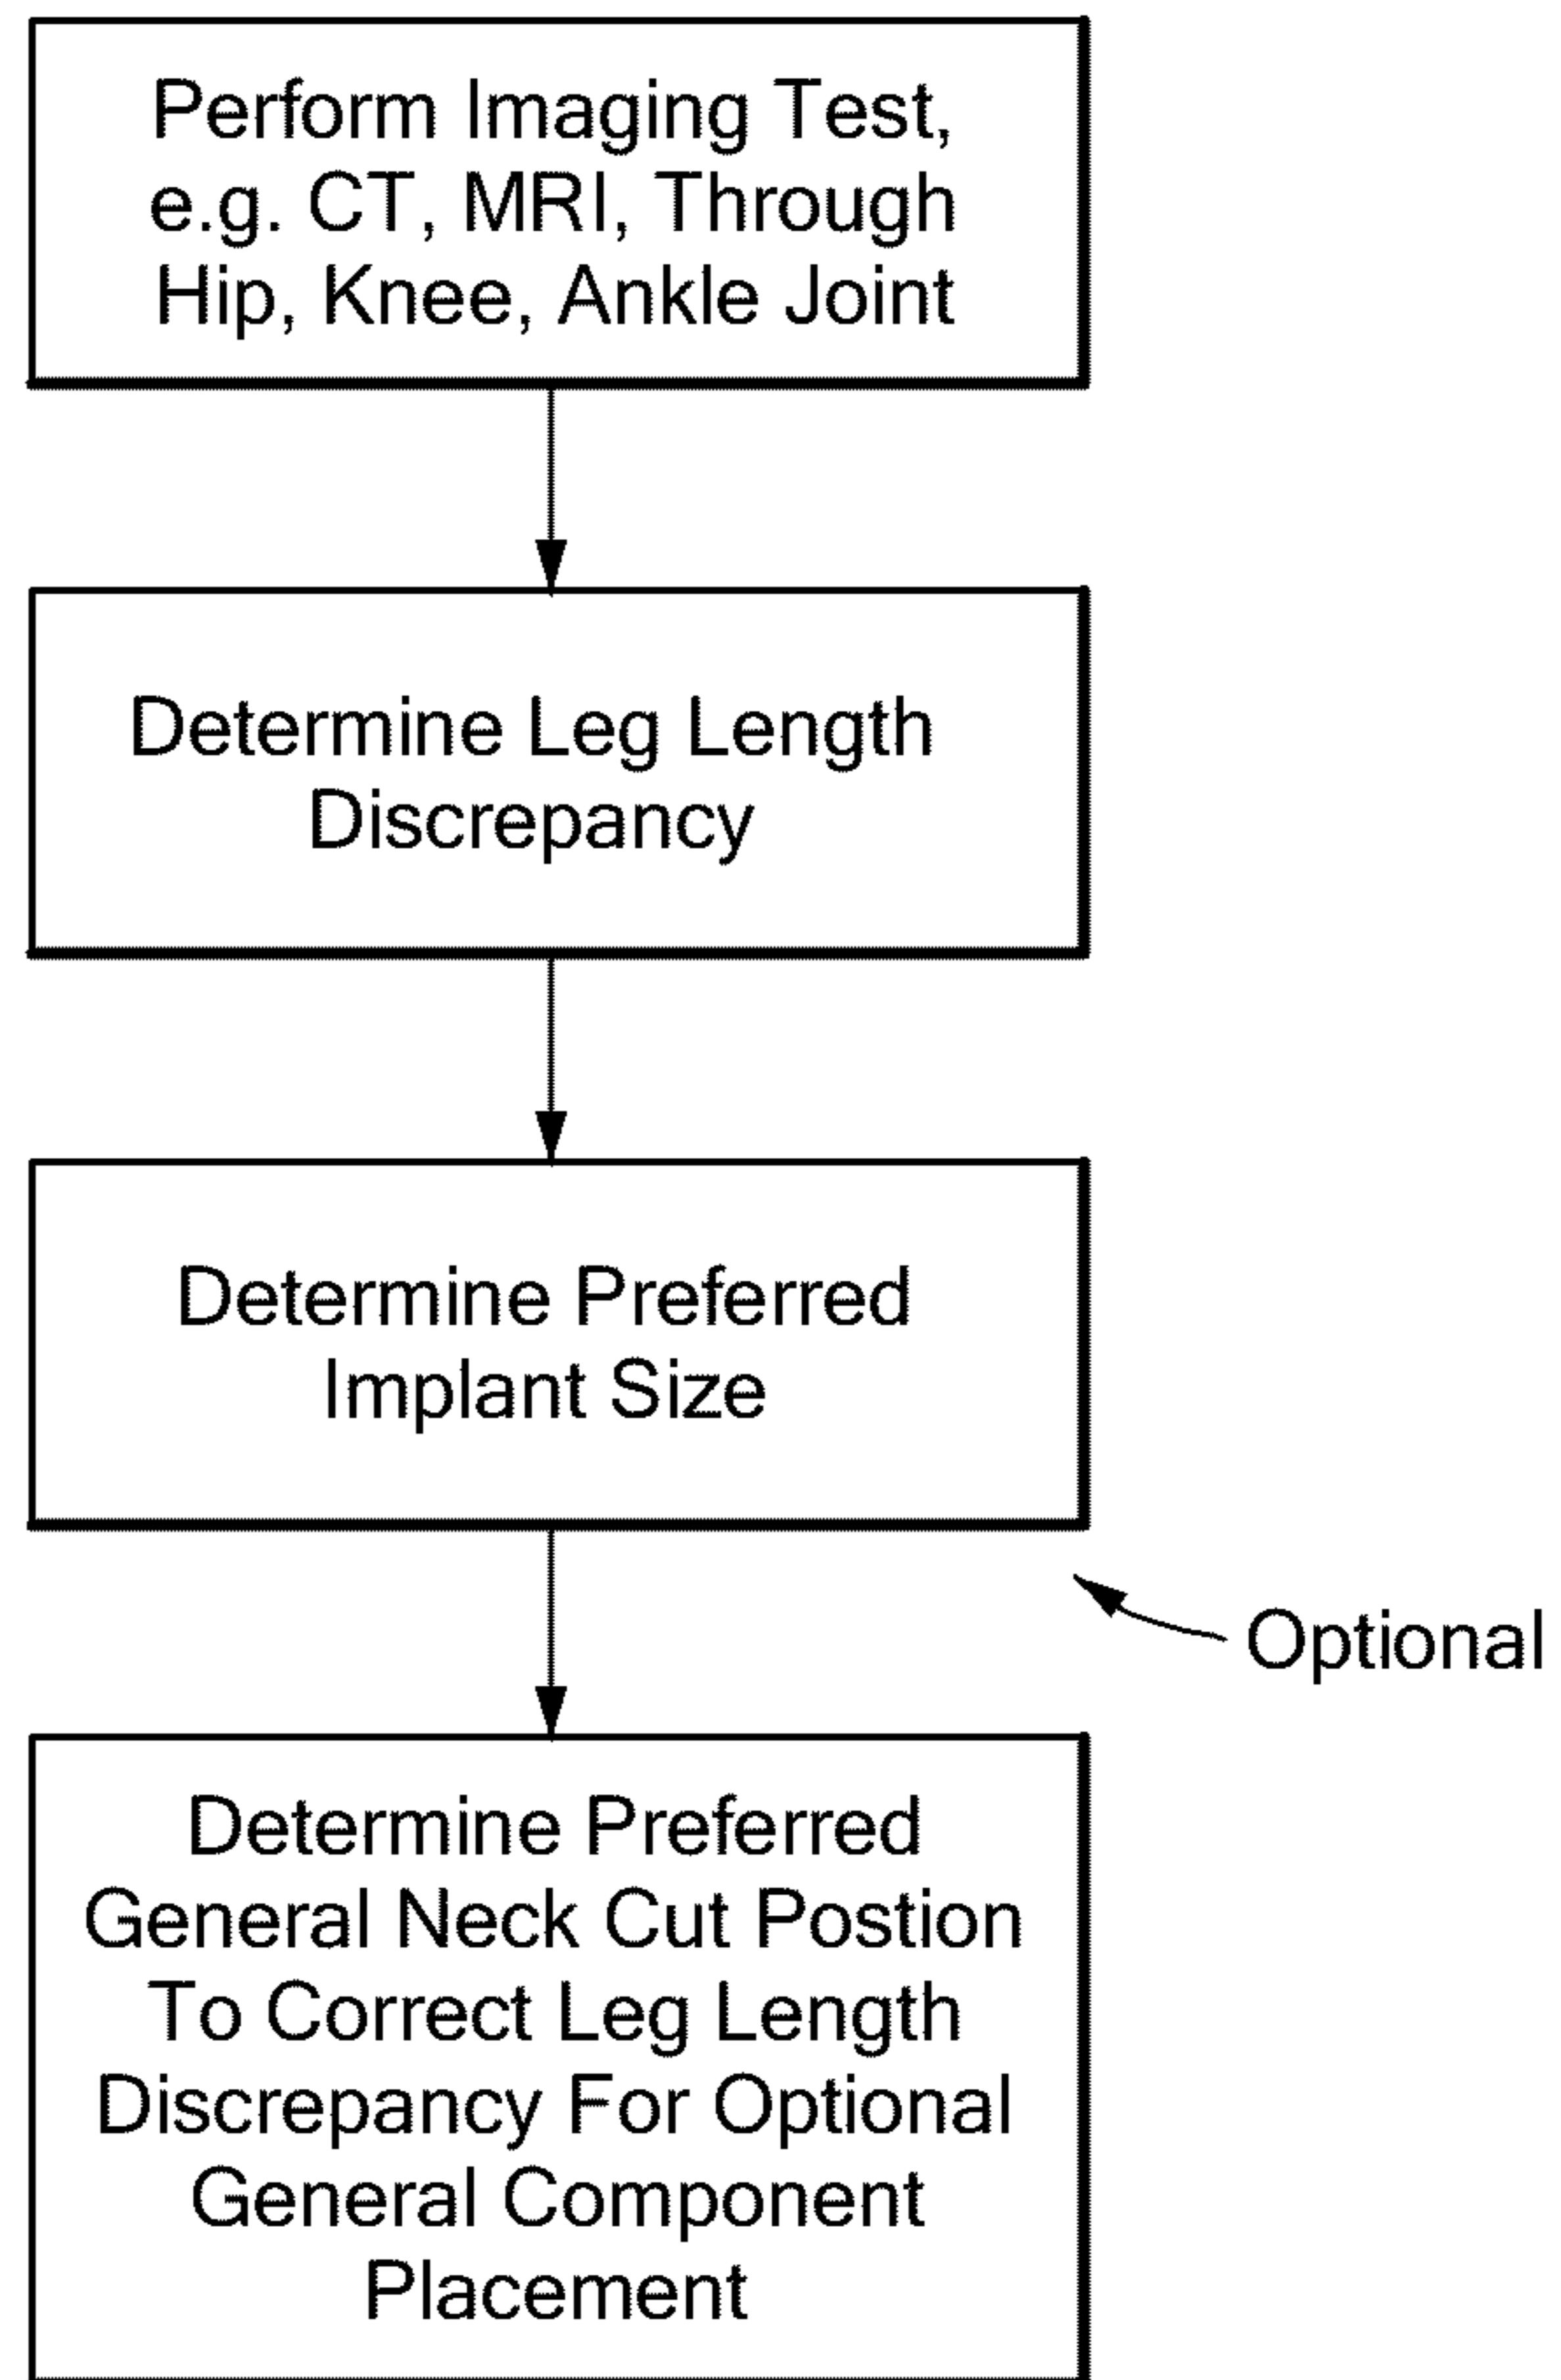 Perform Imaging Test,
e.g. CT, MRI, Through
Hip, Knee, Ankle Joint
Determine Leg Length
Discrepancy
Determine Preferred
Implant Size
Optional
Determine Preferred
General Neck Cut Postion
To Correct Leg Length
Discrepancy For Optional
General Component
Placement